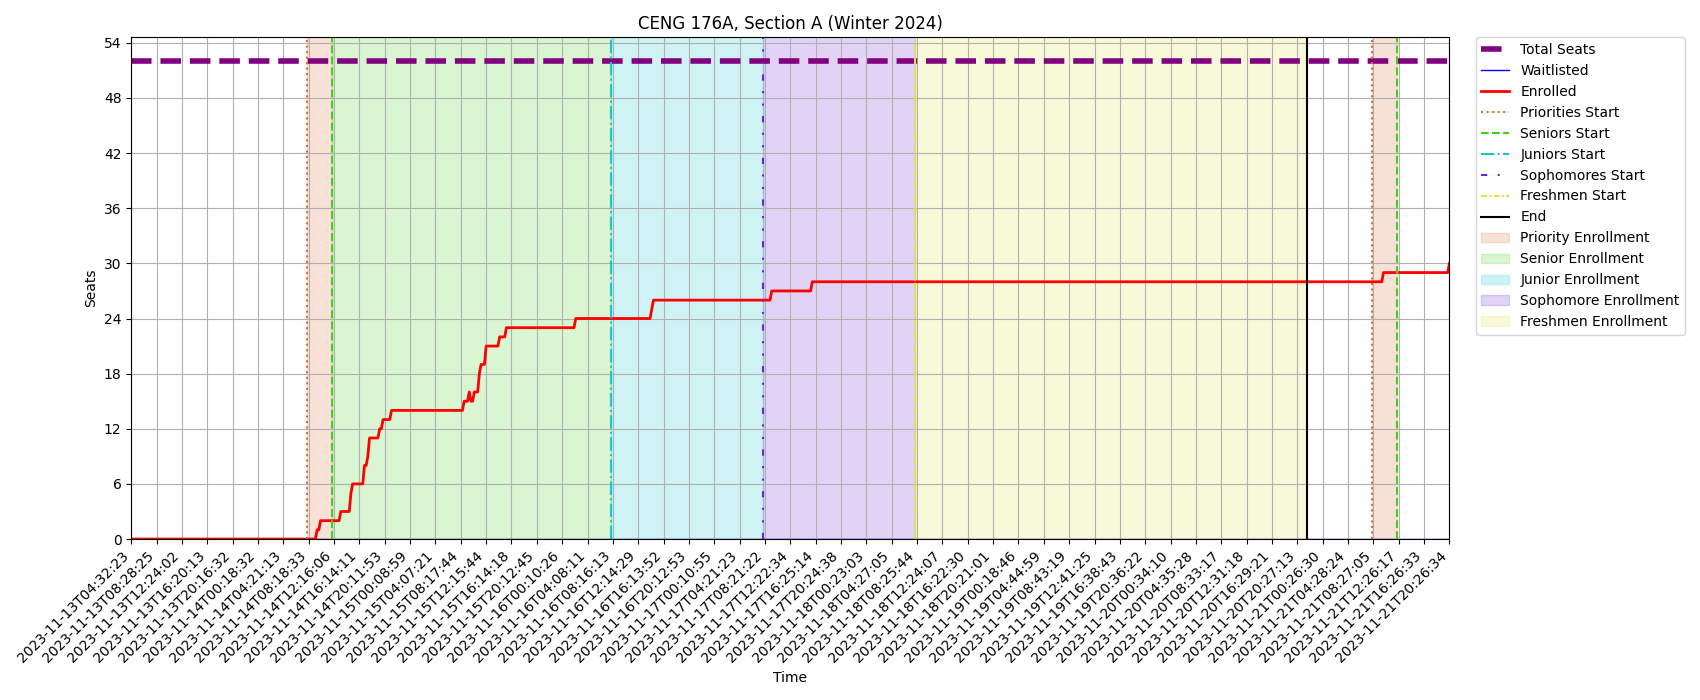 CENG 176A, Section A (Winter 2024)
54
48
42
36
30
24
18
12
6
0
Seats
2023-11-13T04:32:23
2023-11-13T08:28:25
2023-11-13T12:24:02
2023-11-13T16:20:13
2023-11-13T20:16:32
2023-11-14T00:18:32
2023-11-14T04:21:13
2023-11-14T08:18:33
2023-11-14T12:16:06
2023-11-14T16:14:11
2023-11-14T20:11:53
2023-11-15T00:08:59
2023-11-15T04:07:21
2023-11-15T08:17:44
2023-11-15T12:15:44
2023-11-15T16:14:18
2023-11-15T20:12:45
2023-11-16T00:10:26
2023-11-16T04:08:11
2023-11-16T08:16:13
2023-11-16T12:14:29
2023-11-16T16:13:52
2023-11-16T20:12:53
2023-11-17T00:10:55
2023-11-17T04:21:23
2023-11-17T08:21:22
2023-11-17T12:22:34
2023-11-17T16:25:14
2023-11-17T20:24:38
2023-11-18T00:23:03
2023-11-18T04:27:05
2023-11-18T08:25:44
2023-11-18T12:24:07
2023-11-18T16:22:30
2023-11-18T20:21:01
2023-11-19T00:18:46
2023-11-19T04:44:59
2023-11-19T08:43:19
2023-11-19T12:41:25
2023-11-19T16:38:43
2023-11-19T20:36:22
2023-11-20T00:34:10
2023-11-20T04:35:28
2023-11-20T08:33:17
2023-11-20T12:31:18
2023-11-20T16:29:21
2023-11-20T20:27:13
2023-11-21T00:26:30
2023-11-21T04:28:24
2023-11-21T08:27:05
2023-11-21T12:26:17
2023-11-21T16:26:33
2023-11-21T20:26:34
Time
Total Seats
Waitlisted
Enrolled
Priorities Start
Seniors Start
Juniors Start
Sophomores Start
Freshmen Start
End
Priority Enrollment
Senior Enrollment
Junior Enrollment
Sophomore Enrollment
Freshmen Enrollment